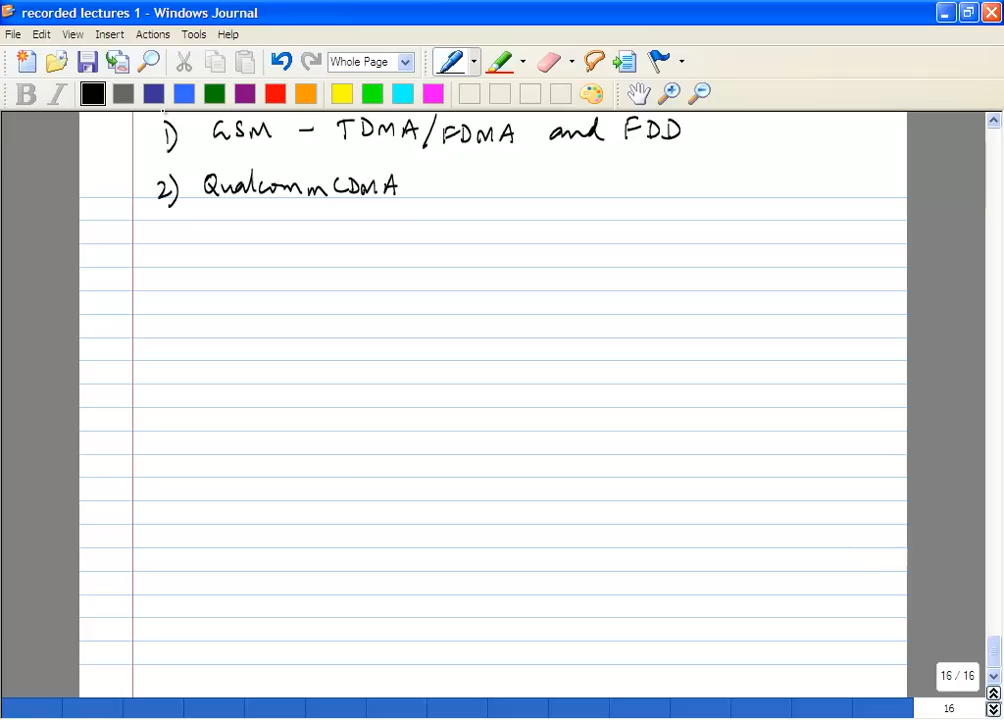 recorded lectures 1 - Windows Journal
File Edit View Insert Actions Tools Help
Whole Page
B I
1) GSM - TDMA/FDMA and FDD
2) Qualcomm CDMA
16 / 16
16